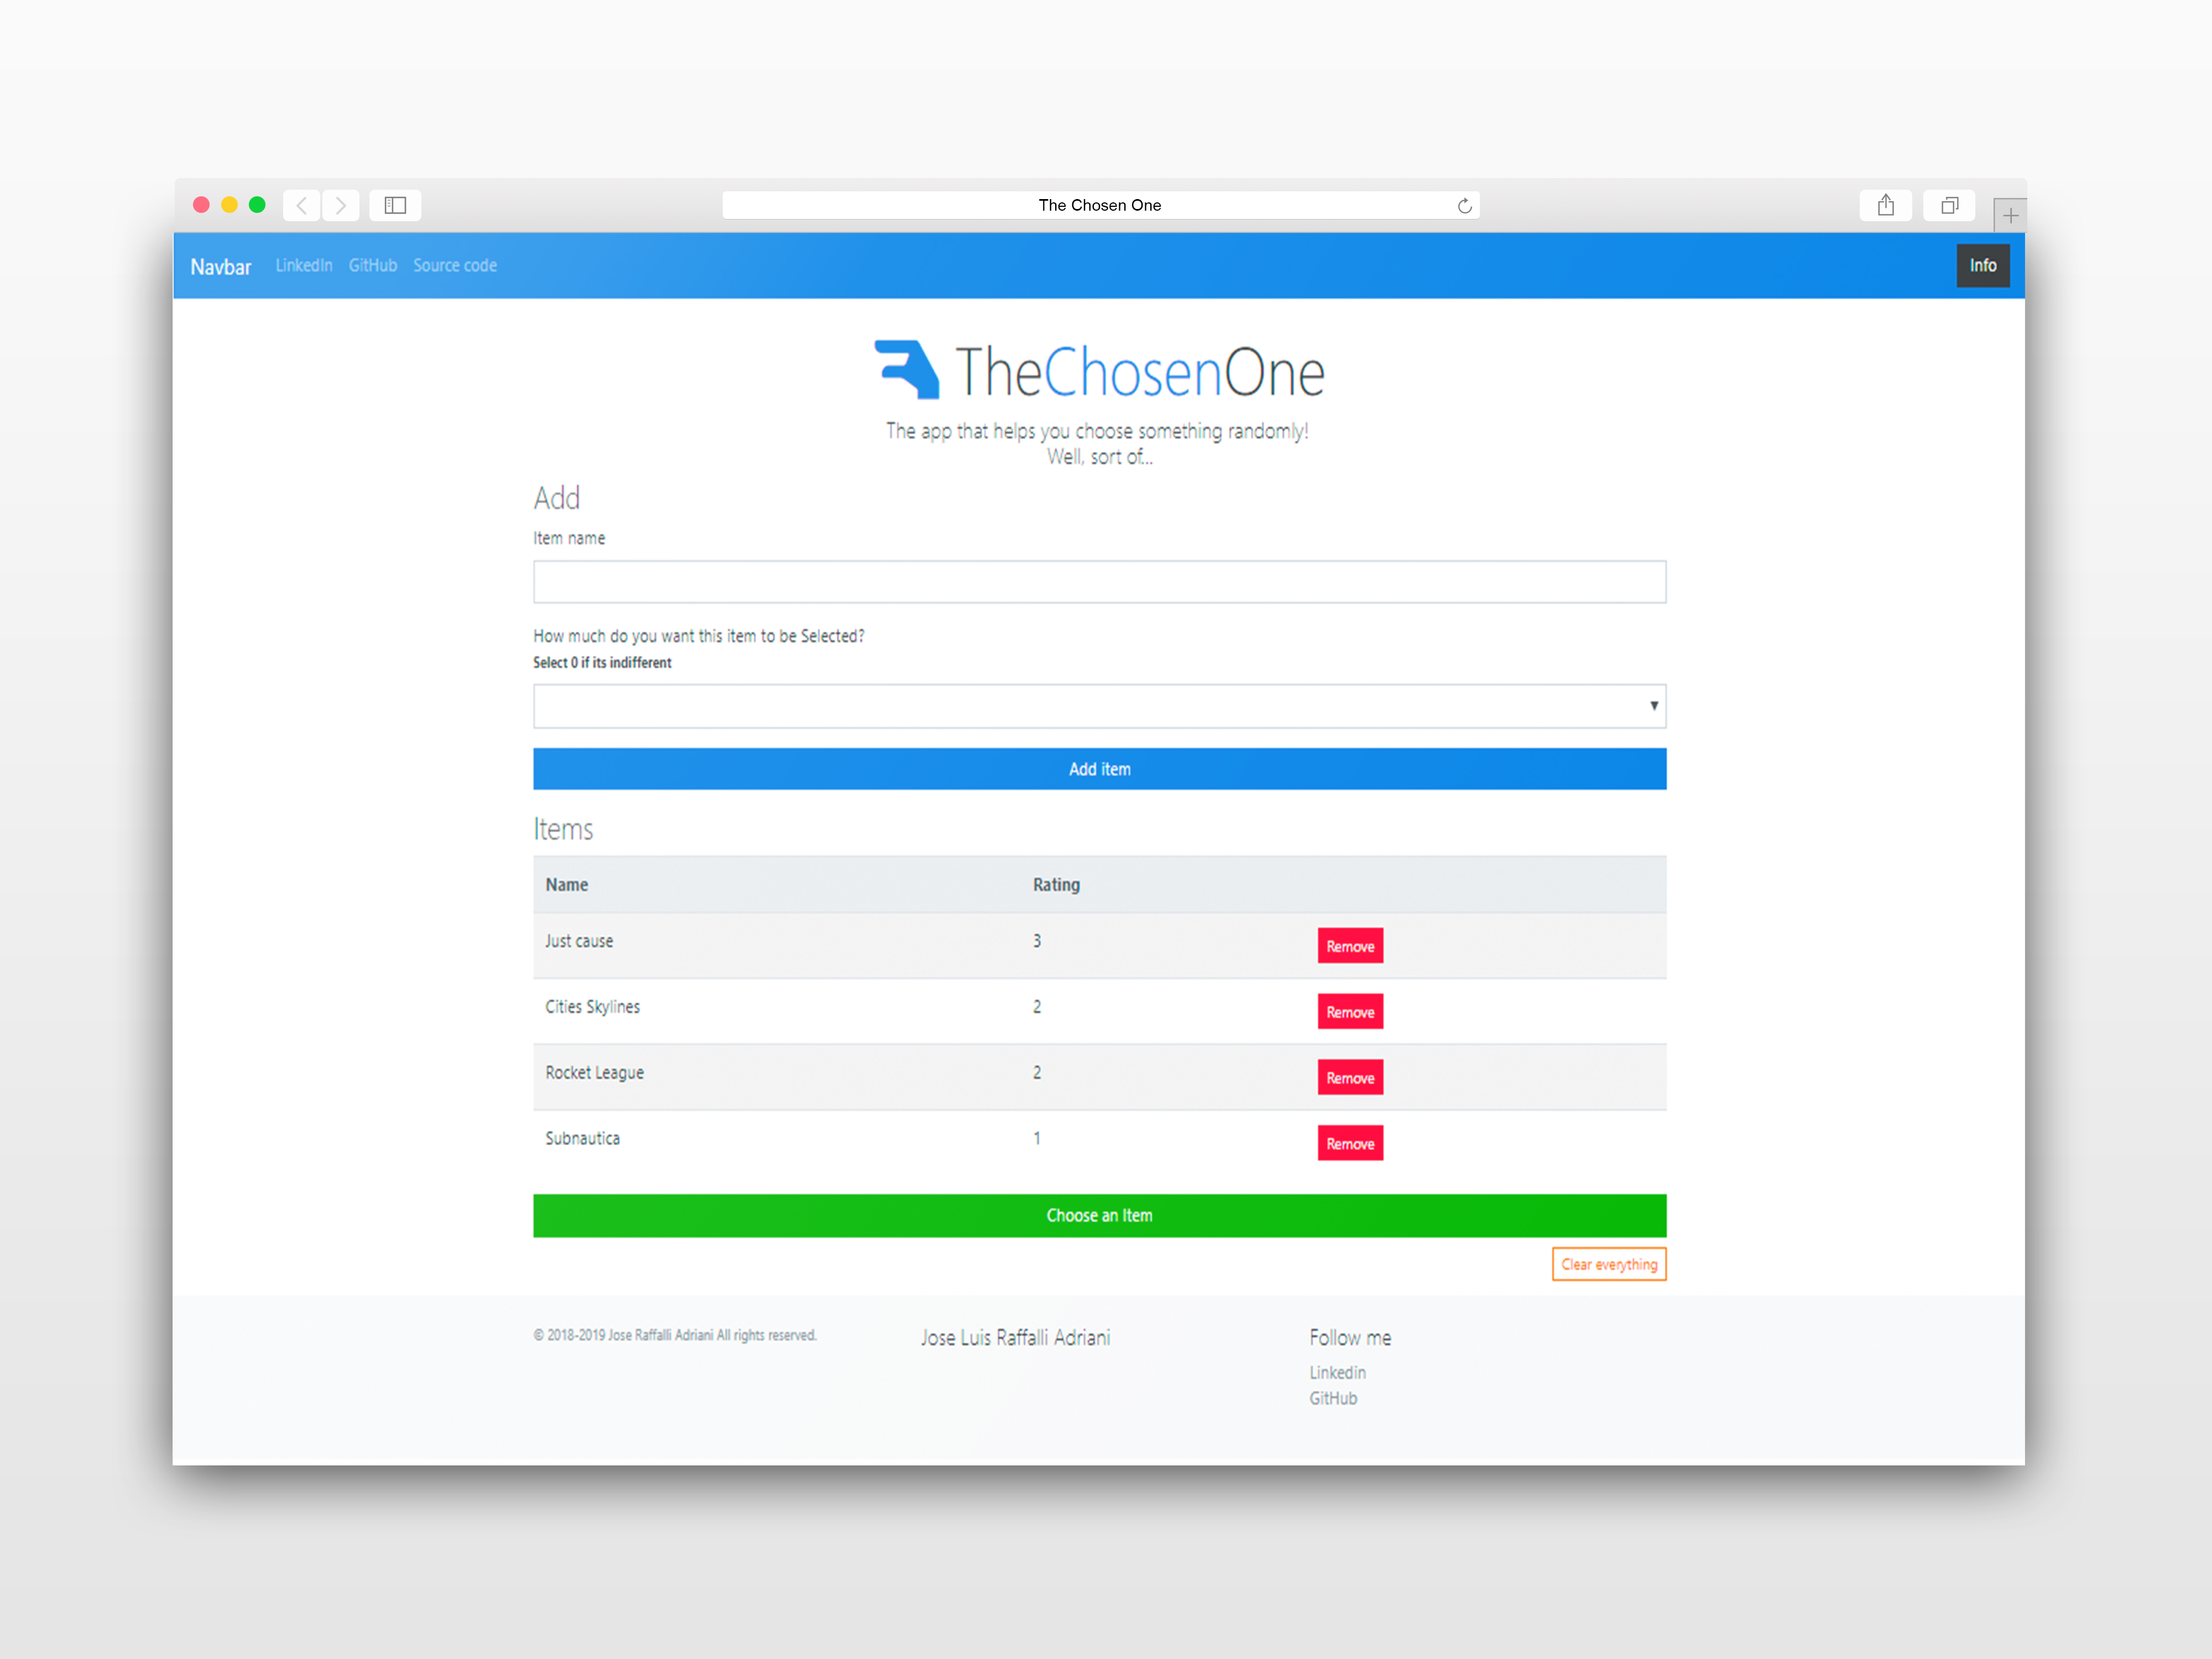 The Chosen One
Navbar LinkedIn GitHub Source code Info
TheChosenOne
The app that helps you choose something randomly!
Well, sort of...
Add
Item name
How much do you want this item to be Selected?
Select 0 if its indifferent
Add item
Items
Name Rating
Just cause 3 Remove
Cities Skylines 2 Remove
Rocket League 2 Remove
Subnautica 1 Remove
Choose an Item
Clear everything
© 2018-2019 Jose Raffalli Adriani All rights reserved. Jose Luis Raffalli Adriani Follow me
Linkedin
GitHub